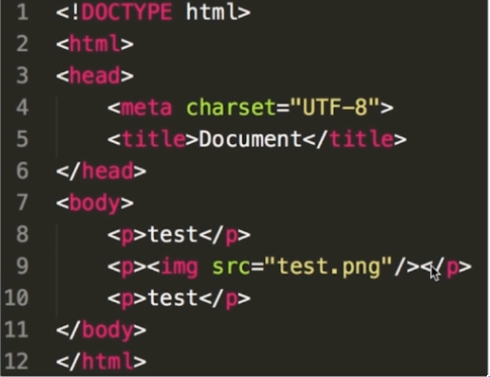 1 <!DOCTYPE html>
2 <html>
3 <head>
4     <meta charset="UTF-8">
5     <title>Document</title>
6 </head>
7 <body>
8     <p>test</p>
9     <p><img src="test.png"/></p>
10     <p>test</p>
11 </body>
12 </html>